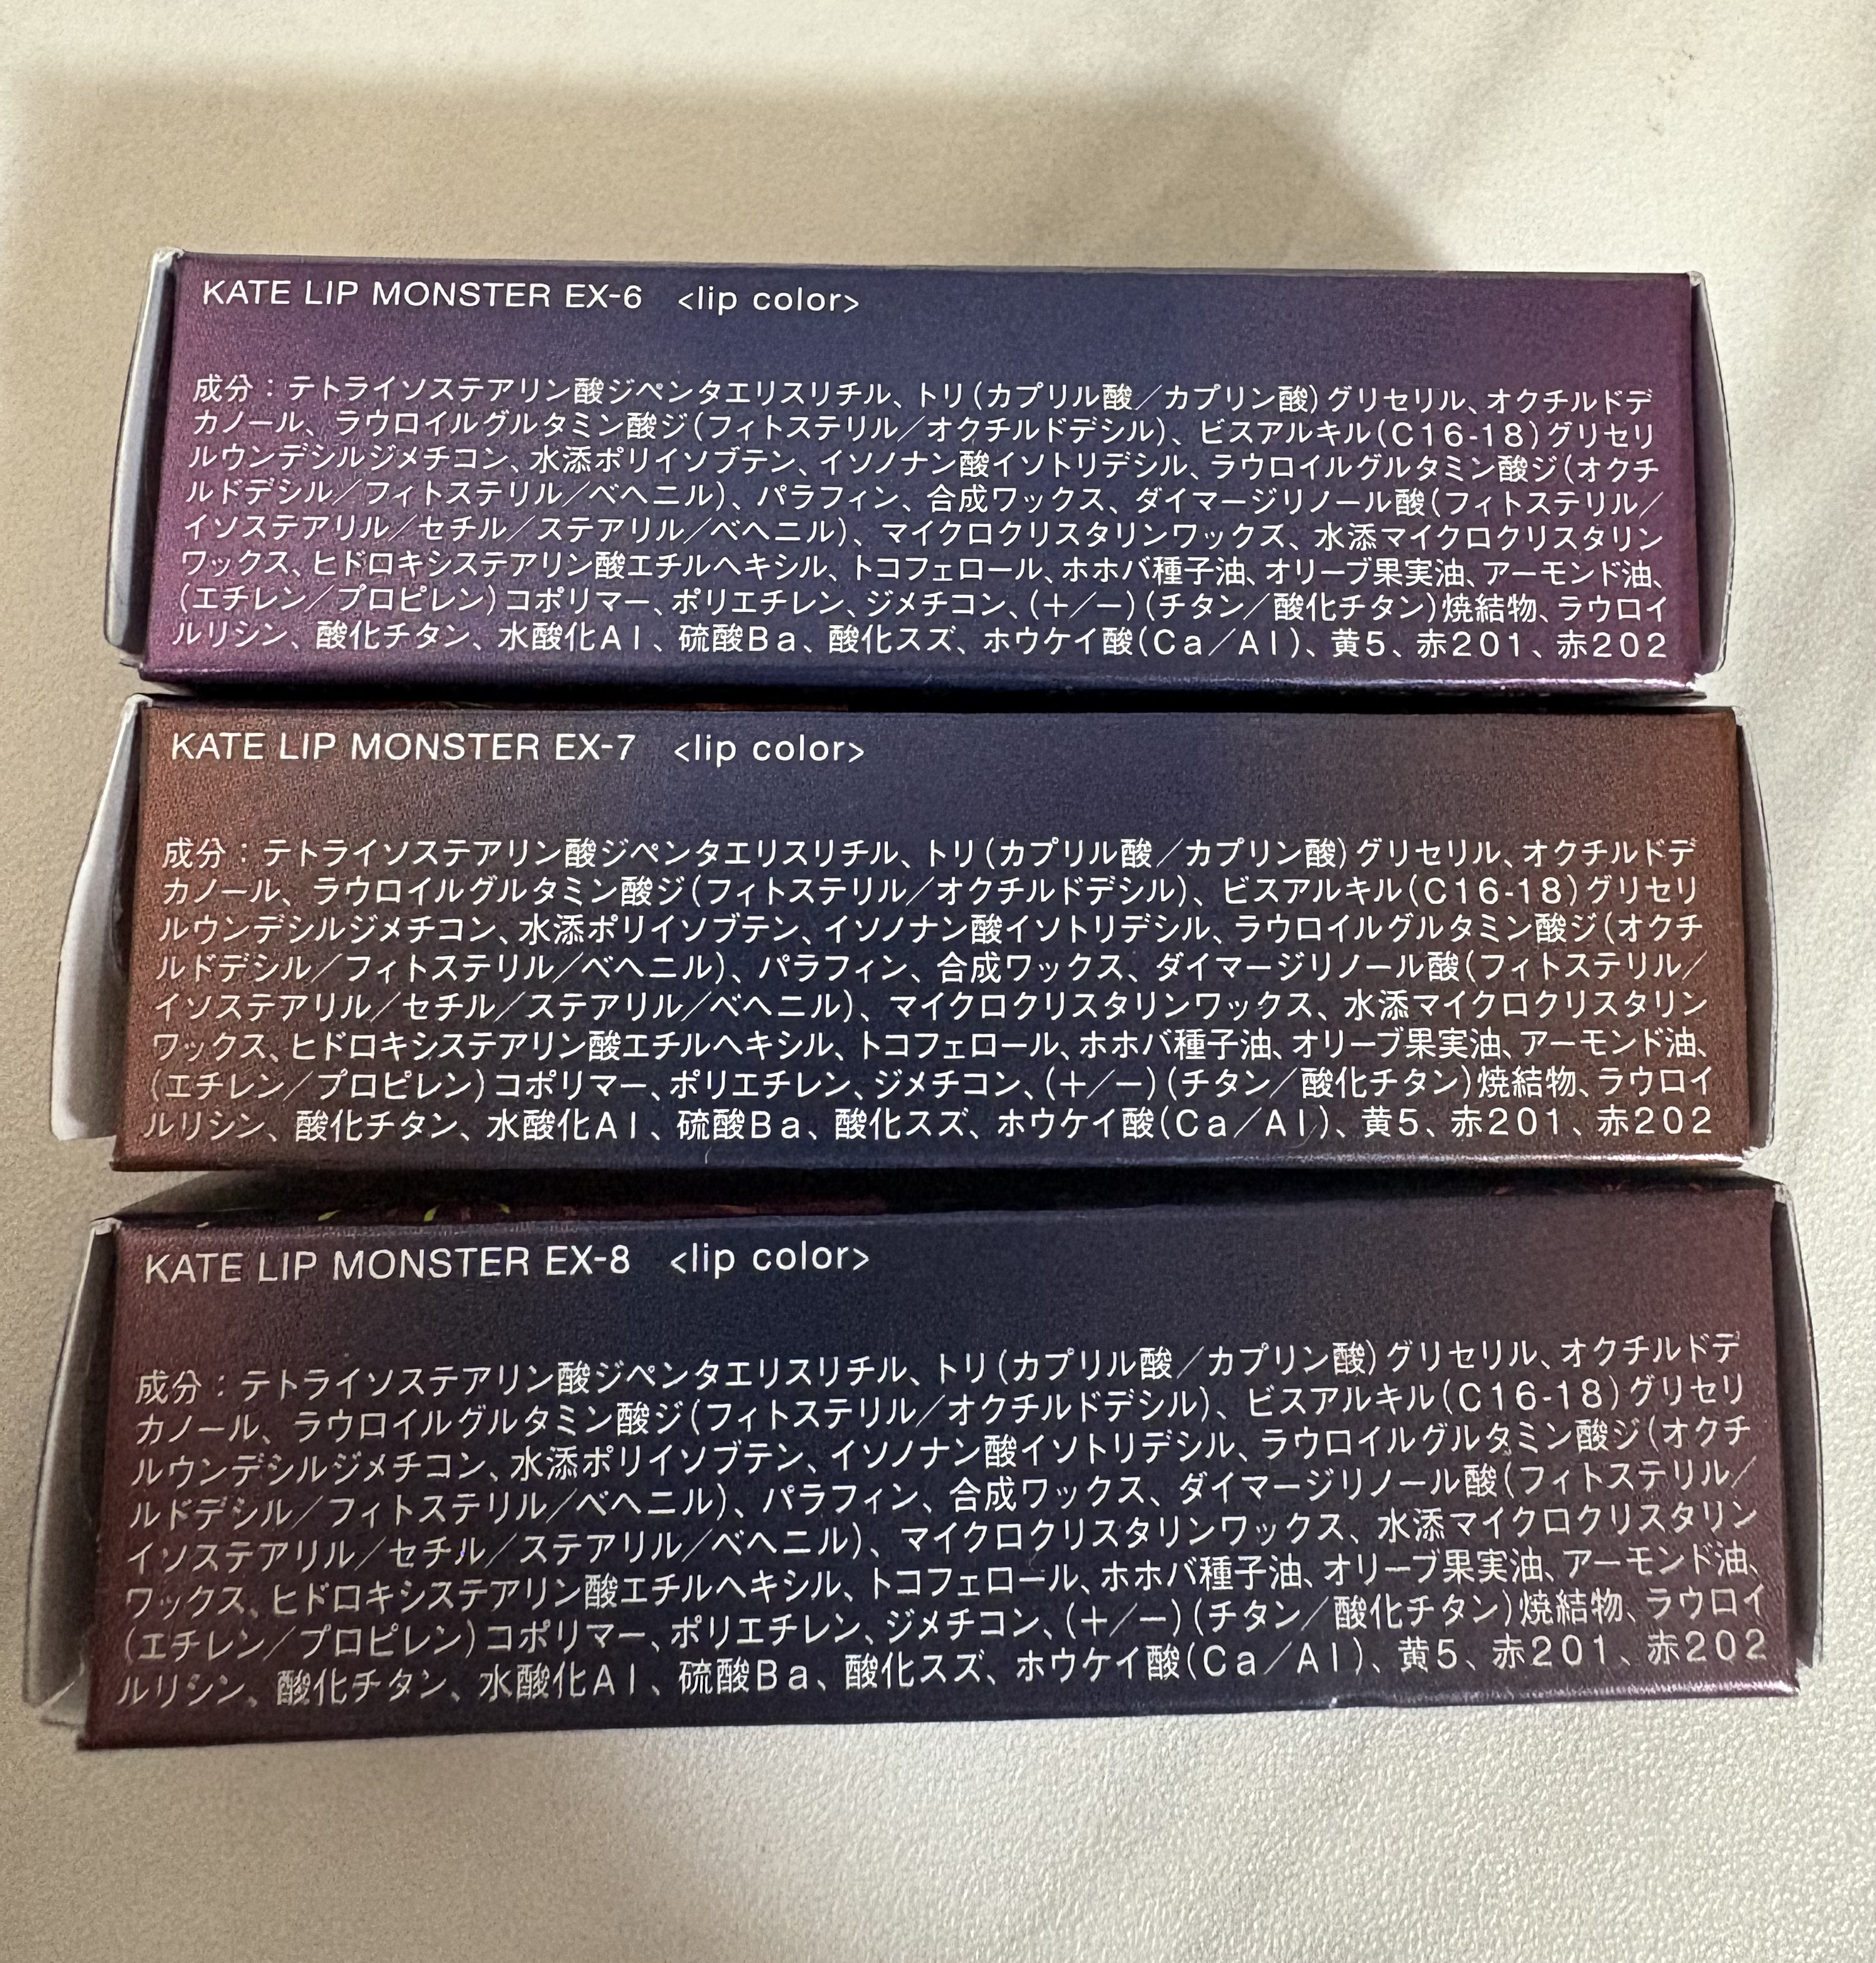 KATE LIP MONSTER EX-6 <lip color>
成分：テトライソステアリン酸ジペンタエリスリチル、トリ(カプリル酸／カプリン酸)グリセリル、オクチルドデ
カノール、ラウロイルグルタミン酸ジ(フィトステリル／オクチルドデシル)、ビスアルキル(C16-18)グリセリ
ルウンデシルジメチコン、水添ポリイソブテン、イソノナン酸イソトリデシル、ラウロイルグルタミン酸ジ(オクチ
ルドデシル／フィトステリル／ベヘニル)、パラフィン、合成ワックス、ダイマージリノール酸(フィトステリル／
イソステアリル／セチル／ステアリル／ベヘニル)、マイクロクリスタリンワックス、水添マイクロクリスタリン
ワックス、ヒドロキシステアリン酸エチルヘキシル、トコフェロール、ホホバ種子油、オリーブ果実油、アーモンド油、
(エチレン／プロピレン)コポリマー、ポリエチレン、ジメチコン、(＋／－)(チタン／酸化チタン)焼結物、ラウロイ
ルリシン、酸化チタン、水酸化Al、硫酸Ba、酸化スズ、ホウケイ酸(Ca／Al)、黄5、赤201、赤202
KATE LIP MONSTER EX-7 <lip color>
成分：テトライソステアリン酸ジペンタエリスリチル、トリ(カプリル酸／カプリン酸)グリセリル、オクチルドデ
カノール、ラウロイルグルタミン酸ジ(フィトステリル／オクチルドデシル)、ビスアルキル(C16-18)グリセリ
ルウンデシルジメチコン、水添ポリイソブテン、イソノナン酸イソトリデシル、ラウロイルグルタミン酸ジ(オクチ
ルドデシル／フィトステリル／ベヘニル)、パラフィン、合成ワックス、ダイマージリノール酸(フィトステリル／
イソステアリル／セチル／ステアリル／ベヘニル)、マイクロクリスタリンワックス、水添マイクロクリスタリン
ワックス、ヒドロキシステアリン酸エチルヘキシル、トコフェロール、ホホバ種子油、オリーブ果実油、アーモンド油、
(エチレン／プロピレン)コポリマー、ポリエチレン、ジメチコン、(＋／－)(チタン／酸化チタン)焼結物、ラウロイ
ルリシン、酸化チタン、水酸化Al、硫酸Ba、酸化スズ、ホウケイ酸(Ca／Al)、黄5、赤201、赤202
KATE LIP MONSTER EX-8 <lip color>
成分：テトライソステアリン酸ジペンタエリスリチル、トリ(カプリル酸／カプリン酸)グリセリル、オクチルドデ
カノール、ラウロイルグルタミン酸ジ(フィトステリル／オクチルドデシル)、ビスアルキル(C16-18)グリセリ
ルウンデシルジメチコン、水添ポリイソブテン、イソノナン酸イソトリデシル、ラウロイルグルタミン酸ジ(オクチ
ルドデシル／フィトステリル／ベヘニル)、パラフィン、合成ワックス、ダイマージリノール酸(フィトステリル／
イソステアリル／セチル／ステアリル／ベヘニル)、マイクロクリスタリンワックス、水添マイクロクリスタリン
ワックス、ヒドロキシステアリン酸エチルヘキシル、トコフェロール、ホホバ種子油、オリーブ果実油、アーモンド油、
(エチレン／プロピレン)コポリマー、ポリエチレン、ジメチコン、(＋／－)(チタン／酸化チタン)焼結物、ラウロイ
ルリシン、酸化チタン、水酸化Al、硫酸Ba、酸化スズ、ホウケイ酸(Ca／Al)、黄5、赤201、赤202